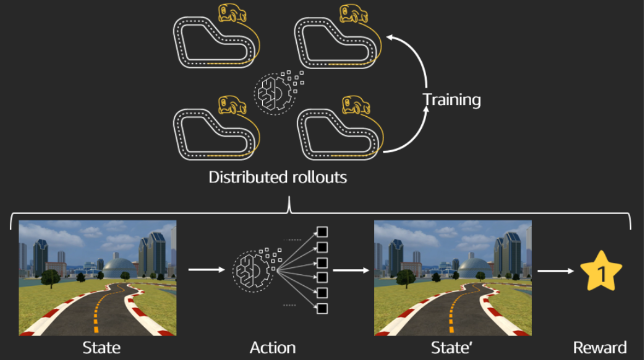 Training
Distributed rollouts
1
State
Action
State′
Reward